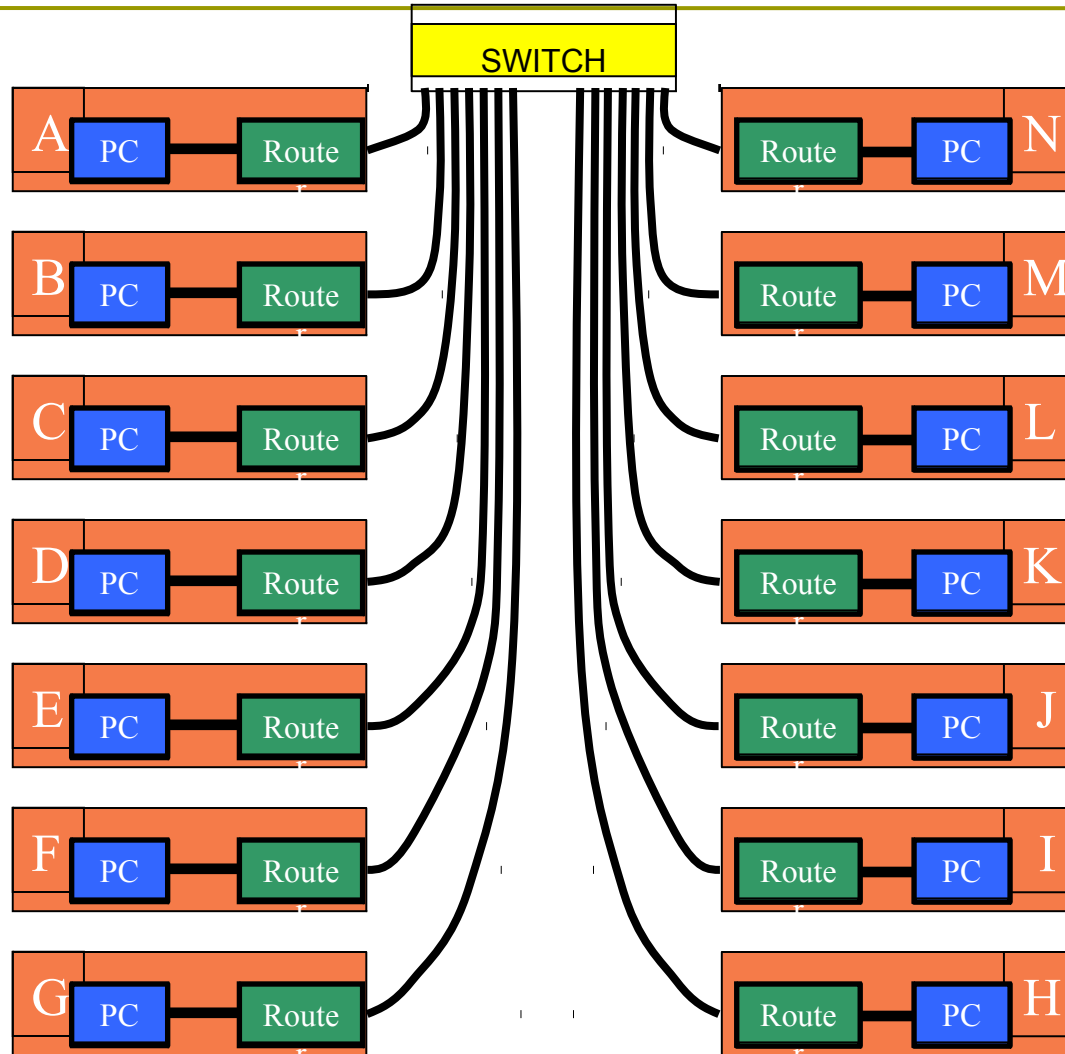 SWITCH
A PC Route
r
Route
r PC N
B PC Route
r
Route
r PC M
C PC Route
r
Route
r PC L
D PC Route
r
Route
r PC K
E PC Route
r
Route
r PC J
F PC Route
r
Route
r PC I
G PC Route
r
Route
r PC H